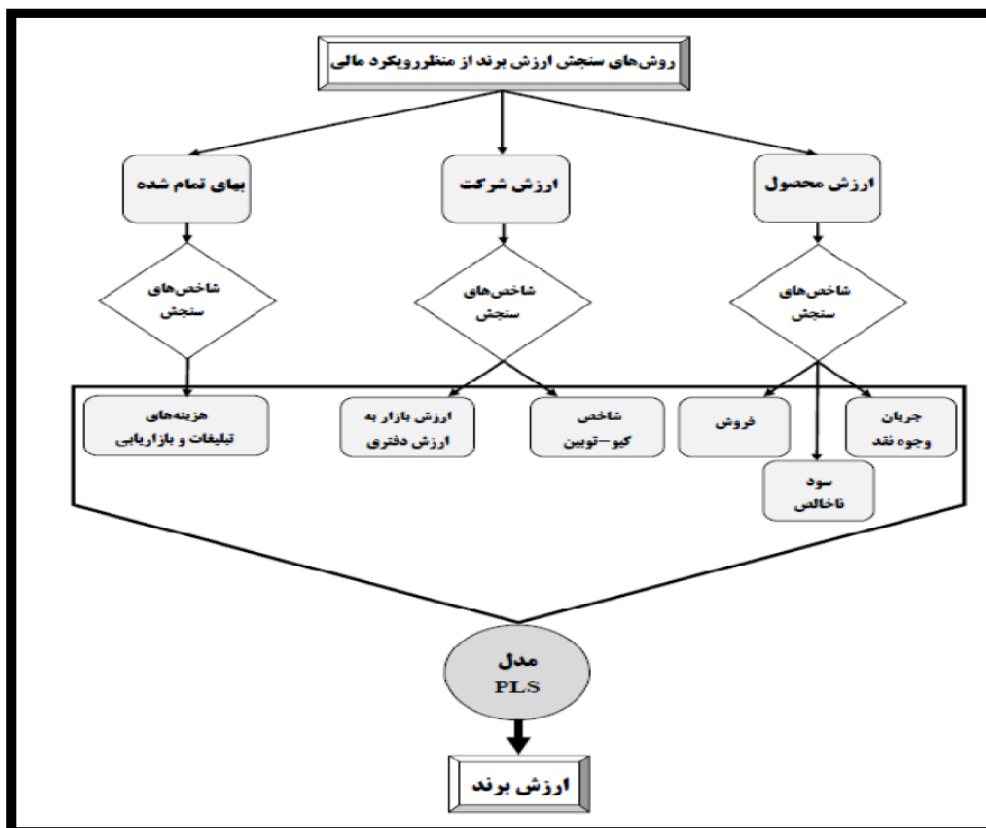 روش‌های سنجش ارزش برند از منظررویکرد مالی
ارزش محصول
ارزش شرکت
بهای تمام شده
شاخص‌های
سنجش
شاخص‌های
سنجش
شاخص‌های
سنجش
جریان
وجوه نقد
فروش
شاخص
کیو-توبین
ارزش بازار به
ارزش دفتری
هزینه‌های
تبلیغات و بازاریابی
سود
ناخالص
مدل
PLS
ارزش برند